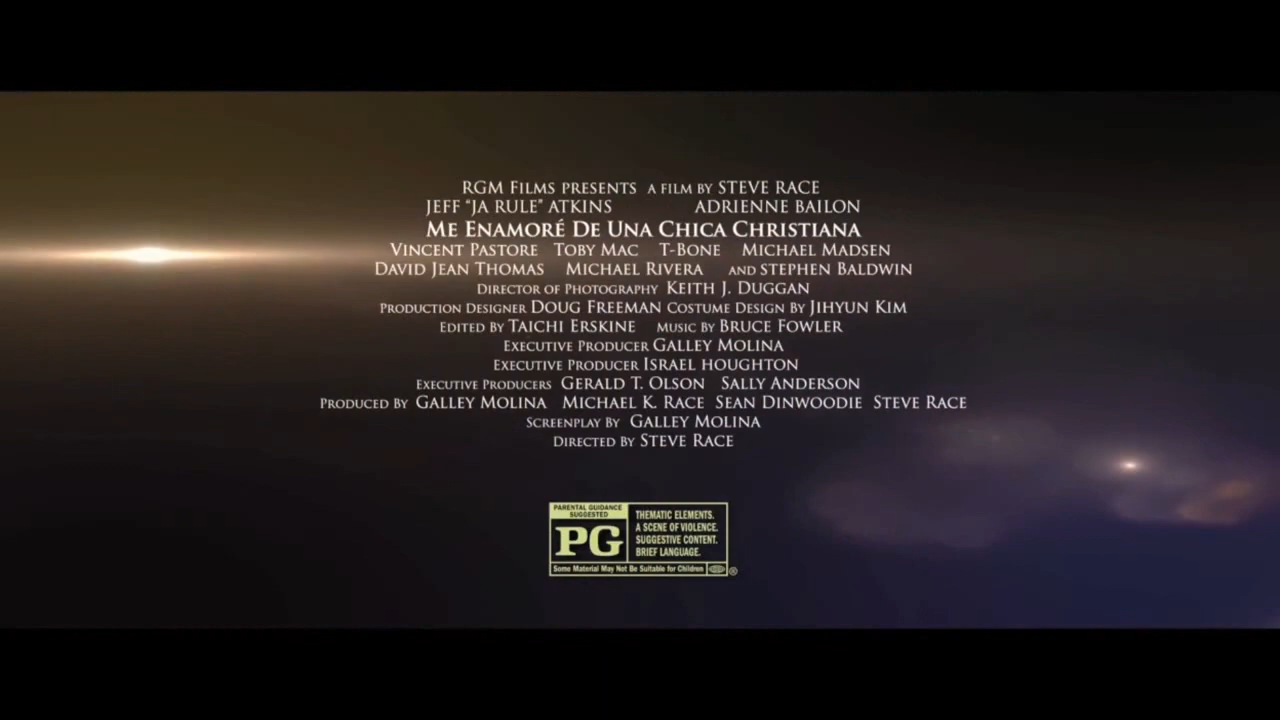 RGM FILMS PRESENTS A FILM BY STEVE RACE
JEFF "JA RULE" ATKINS ADRIENNE BAILON
ME ENAMORÉ DE UNA CHICA CHRISTIANA
VINCENT PASTORE TOBY MAC T-BONE MICHAEL MADSEN
DAVID JEAN THOMAS MICHAEL RIVERA AND STEPHEN BALDWIN
DIRECTOR OF PHOTOGRAPHY KEITH J. DUGGAN
PRODUCTION DESIGNER DOUG FREEMAN COSTUME DESIGN BY JIHYUN KIM
EDITED BY TAICHI ERSKINE MUSIC BY BRUCE FOWLER
EXECUTIVE PRODUCER GALLEY MOLINA
EXECUTIVE PRODUCER ISRAEL HOUGHTON
EXECUTIVE PRODUCERS GERALD T. OLSON SALLY ANDERSON
PRODUCED BY GALLEY MOLINA MICHAEL K. RACE SEAN DINWOODIE STEVE RACE
SCREENPLAY BY GALLEY MOLINA
DIRECTED BY STEVE RACE
PARENTAL GUIDANCE
SUGGESTED
PG
THEMATIC ELEMENTS.
A SCENE OF VIOLENCE.
SUGGESTIVE CONTENT.
BRIEF LANGUAGE.
Some Material May Not Be Suitable for Children ®